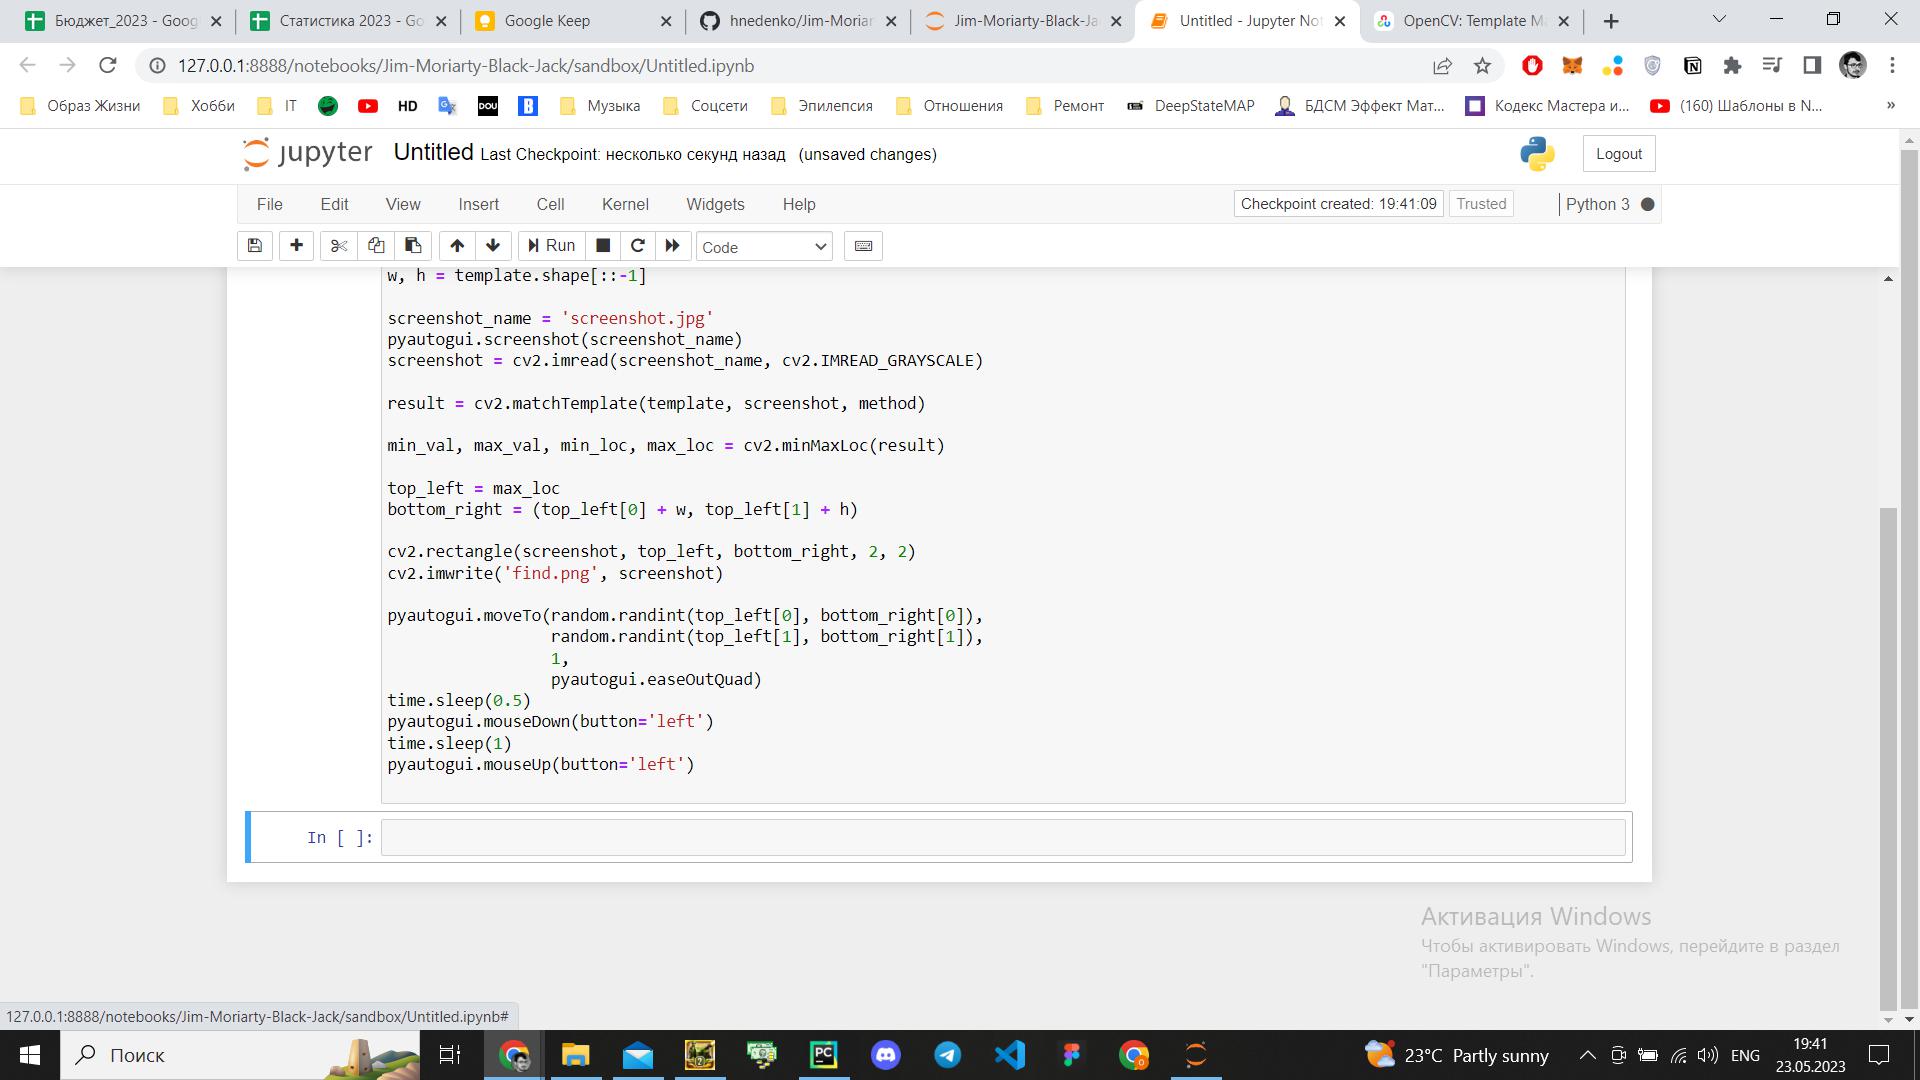 Бюджет_2023 - Goog
Статистика 2023 - Go
Google Keep
hnedenko/Jim-Moriar
Jim-Moriarty-Black-Ja
Untitled - Jupyter Not
OpenCV: Template Ma
127.0.0.1:8888/notebooks/Jim-Moriarty-Black-Jack/sandbox/Untitled.ipynb
Образ Жизни
Хобби
IT
HD
DOU
Музыка
Соцсети
Эпилепсия
Отношения
Ремонт
DeepStateMAP
БДСМ Эффект Мат...
Кодекс Мастера и...
(160) Шаблоны в N...
»
jupyter Untitled Last Checkpoint: несколько секунд назад (unsaved changes)
Logout
File Edit View Insert Cell Kernel Widgets Help
Checkpoint created: 19:41:09
Trusted
Python 3
Run
Code
w, h = template.shape[::-1]
screenshot_name = 'screenshot.jpg'
pyautogui.screenshot(screenshot_name)
screenshot = cv2.imread(screenshot_name, cv2.IMREAD_GRAYSCALE)
result = cv2.matchTemplate(template, screenshot, method)
min_val, max_val, min_loc, max_loc = cv2.minMaxLoc(result)
top_left = max_loc
bottom_right = (top_left[0] + w, top_left[1] + h)
cv2.rectangle(screenshot, top_left, bottom_right, 2, 2)
cv2.imwrite('find.png', screenshot)
pyautogui.moveTo(random.randint(top_left[0], bottom_right[0]),
random.randint(top_left[1], bottom_right[1]),
1,
pyautogui.easeOutQuad)
time.sleep(0.5)
pyautogui.mouseDown(button='left')
time.sleep(1)
pyautogui.mouseUp(button='left')
In [ ]:
Активация Windows
Чтобы активировать Windows, перейдите в раздел
"Параметры".
127.0.0.1:8888/notebooks/Jim-Moriarty-Black-Jack/sandbox/Untitled.ipynb#
Поиск
PC
23°C Partly sunny
ENG
19:41
23.05.2023